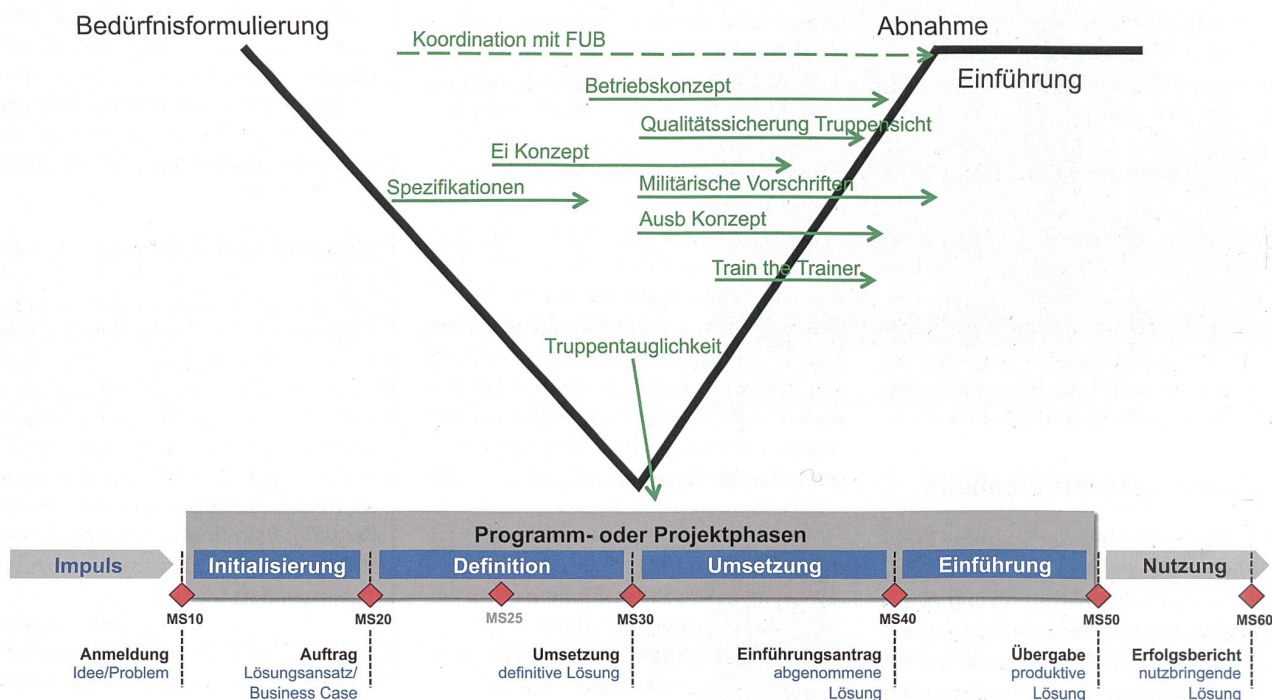 Bedürfnisformulierung
Abnahme
Koordination mit FUB
Einführung
Betriebskonzept
Qualitätssicherung Truppensicht
Ei Konzept
Spezifikationen
Militärische Vorschriften
Ausb Konzept
Train the Trainer
Truppentauglichkeit
Programm- oder Projektphasen
Impuls
Initialisierung
Definition
Umsetzung
Einführung
Nutzung
MS10
MS20
MS25
MS30
MS40
MS50
MS60
Anmeldung
Idee/Problem
Auftrag
Lösungsansatz/
Business Case
Umsetzung
definitive Lösung
Einführungsantrag
abgenommene
Lösung
Übergabe
produktive
Lösung
Erfolgsbericht
nutzbringende
Lösung